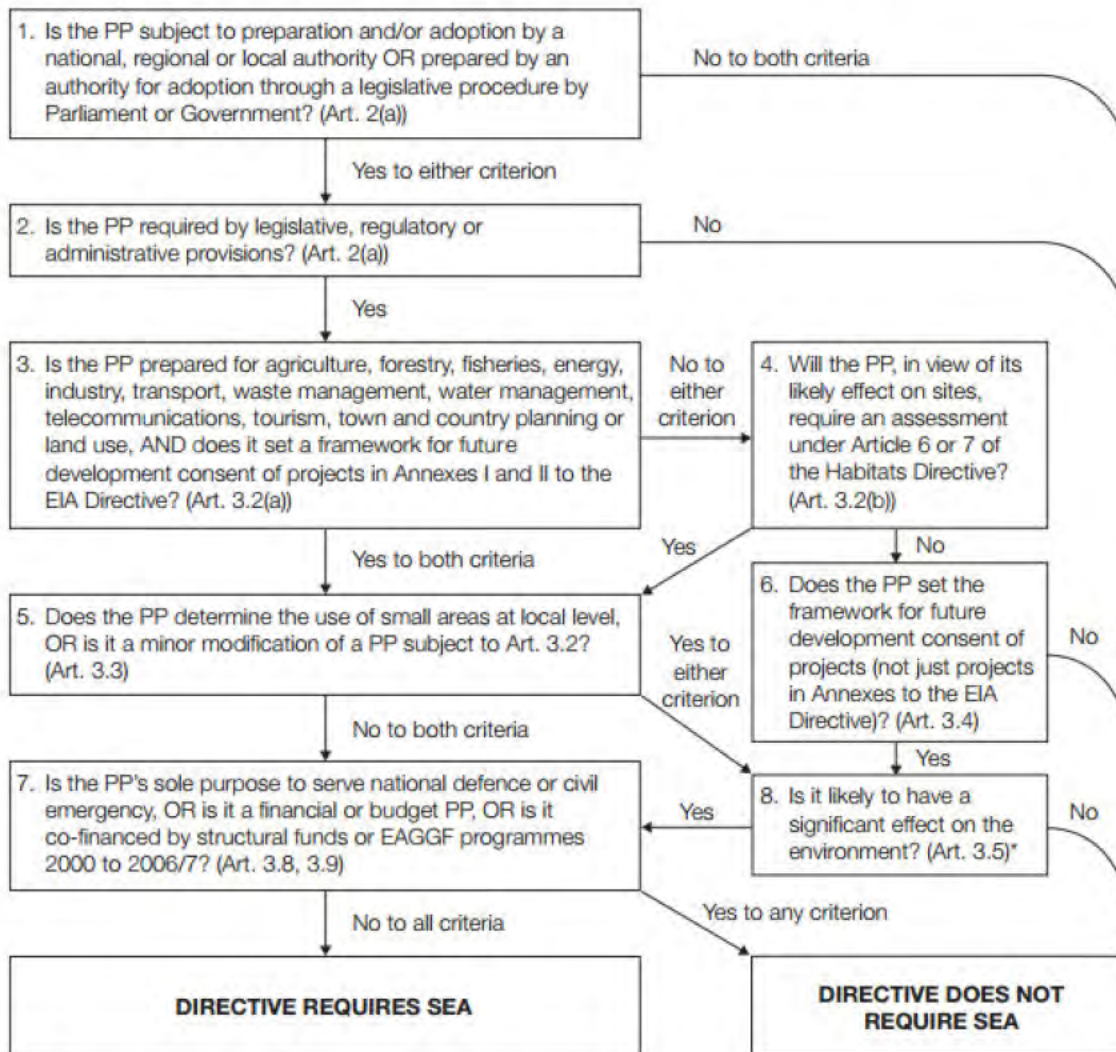 1. Is the PP subject to preparation and/or adoption by a
national, regional or local authority OR prepared by an
authority for adoption through a legislative procedure by
Parliament or Government? (Art. 2(a))
No to both criteria
Yes to either criterion
2. Is the PP required by legislative, regulatory or
administrative provisions? (Art. 2(a))
No
Yes
3. Is the PP prepared for agriculture, forestry, fisheries, energy,
industry, transport, waste management, water management,
telecommunications, tourism, town and country planning or
land use, AND does it set a framework for future
development consent of projects in Annexes I and II to the
EIA Directive? (Art. 3.2(a))
No to
either
criterion
4. Will the PP, in view of its
likely effect on sites,
require an assessment
under Article 6 or 7 of
the Habitats Directive?
(Art. 3.2(b))
Yes to both criteria
Yes
No
5. Does the PP determine the use of small areas at local level,
OR is it a minor modification of a PP subject to Art. 3.2?
(Art. 3.3)
Yes to
either
criterion
6. Does the PP set the
framework for future
development consent of
projects (not just projects
in Annexes to the EIA
Directive)? (Art. 3.4)
No
No to both criteria
Yes
7. Is the PP's sole purpose to serve national defence or civil
emergency, OR is it a financial or budget PP, OR is it
co-financed by structural funds or EAGGF programmes
2000 to 2006/7? (Art. 3.8, 3.9)
Yes
8. Is it likely to have a
significant effect on the
environment? (Art. 3.5)*
No
No to all criteria
Yes to any criterion
DIRECTIVE REQUIRES SEA
DIRECTIVE DOES NOT
REQUIRE SEA